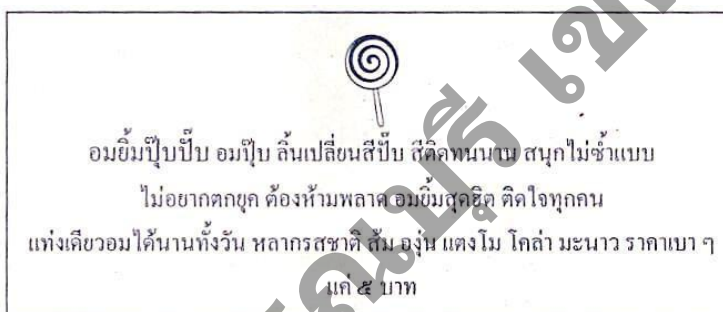 อมยิ้มปุ๊บปั๊บ อมปุ๊บ ลิ้นเปลี่ยนสีปั๊บ สีติดทนนาน สนุกไม่ซ้ำแบบ
ไม่อยากตกยุค ต้องห้ามพลาด อมยิ้มสุดฮิต ติดใจทุกคน
แท่งเดียวอมได้นานทั้งวัน หลากรสชาติ ส้ม องุ่น แตงโม โคล่า มะนาว ราคาเบา ๆ
แค่ ๕ บาท